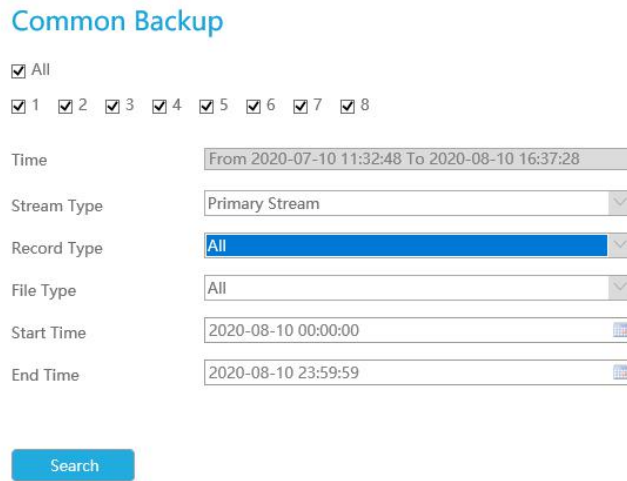 Common Backup
All
1 2 3 4 5 6 7 8
Time From 2020-07-10 11:32:48 To 2020-08-10 16:37:28
Stream Type Primary Stream
Record Type All
File Type All
Start Time 2020-08-10 00:00:00
End Time 2020-08-10 23:59:59
Search